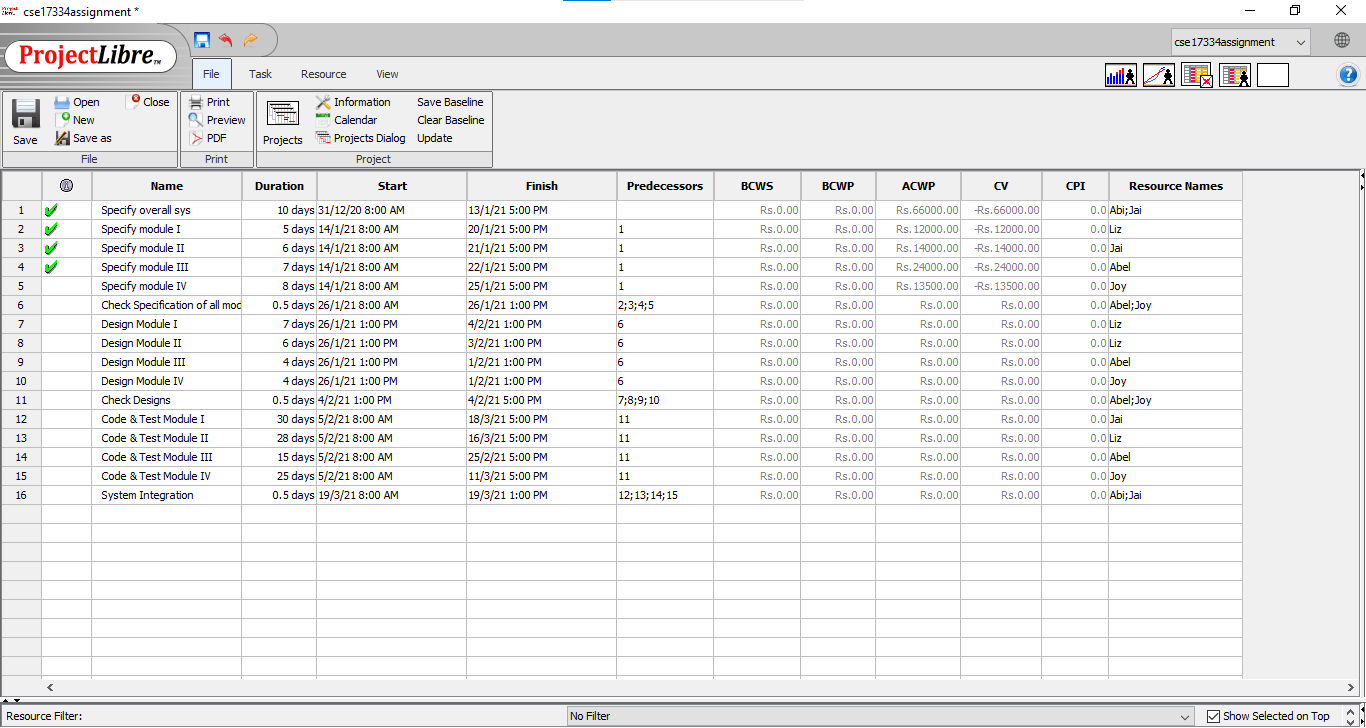 cse17334assignment *
ProjectLibre TM
cse17334assignment
File Task Resource View
Save Open New Save as Close
Print Preview PDF
Projects Information Calendar Projects Dialog Save Baseline Clear Baseline Update
File Print Project
Name Duration Start Finish Predecessors BCWS BCWP ACWP CV CPI Resource Names
1 Specify overall sys 10 days 31/12/20 8:00 AM 13/1/21 5:00 PM Rs.0.00 Rs.0.00 Rs.66000.00 -Rs.66000.00 0.0 Abi;Jai
2 Specify module I 5 days 14/1/21 8:00 AM 20/1/21 5:00 PM 1 Rs.0.00 Rs.0.00 Rs.12000.00 -Rs.12000.00 0.0 Liz
3 Specify module II 6 days 14/1/21 8:00 AM 21/1/21 5:00 PM 1 Rs.0.00 Rs.0.00 Rs.14000.00 -Rs.14000.00 0.0 Jai
4 Specify module III 7 days 14/1/21 8:00 AM 22/1/21 5:00 PM 1 Rs.0.00 Rs.0.00 Rs.24000.00 -Rs.24000.00 0.0 Abel
5 Specify module IV 8 days 14/1/21 8:00 AM 25/1/21 5:00 PM 1 Rs.0.00 Rs.0.00 Rs.13500.00 -Rs.13500.00 0.0 Joy
6 Check Specification of all mod 0.5 days 26/1/21 8:00 AM 26/1/21 1:00 PM 2;3;4;5 Rs.0.00 Rs.0.00 Rs.0.00 Rs.0.00 0.0 Abel;Joy
7 Design Module I 7 days 26/1/21 1:00 PM 4/2/21 1:00 PM 6 Rs.0.00 Rs.0.00 Rs.0.00 Rs.0.00 0.0 Liz
8 Design Module II 6 days 26/1/21 1:00 PM 3/2/21 1:00 PM 6 Rs.0.00 Rs.0.00 Rs.0.00 Rs.0.00 0.0 Liz
9 Design Module III 4 days 26/1/21 1:00 PM 1/2/21 1:00 PM 6 Rs.0.00 Rs.0.00 Rs.0.00 Rs.0.00 0.0 Abel
10 Design Module IV 4 days 26/1/21 1:00 PM 1/2/21 1:00 PM 6 Rs.0.00 Rs.0.00 Rs.0.00 Rs.0.00 0.0 Joy
11 Check Designs 0.5 days 4/2/21 1:00 PM 4/2/21 5:00 PM 7;8;9;10 Rs.0.00 Rs.0.00 Rs.0.00 Rs.0.00 0.0 Abel;Joy
12 Code & Test Module I 30 days 5/2/21 8:00 AM 18/3/21 5:00 PM 11 Rs.0.00 Rs.0.00 Rs.0.00 Rs.0.00 0.0 Jai
13 Code & Test Module II 28 days 5/2/21 8:00 AM 16/3/21 5:00 PM 11 Rs.0.00 Rs.0.00 Rs.0.00 Rs.0.00 0.0 Liz
14 Code & Test Module III 15 days 5/2/21 8:00 AM 25/2/21 5:00 PM 11 Rs.0.00 Rs.0.00 Rs.0.00 Rs.0.00 0.0 Abel
15 Code & Test Module IV 25 days 5/2/21 8:00 AM 11/3/21 5:00 PM 11 Rs.0.00 Rs.0.00 Rs.0.00 Rs.0.00 0.0 Joy
16 System Integration 0.5 days 19/3/21 8:00 AM 19/3/21 1:00 PM 12;13;14;15 Rs.0.00 Rs.0.00 Rs.0.00 Rs.0.00 0.0 Abi;Jai
Resource Filter: No Filter Show Selected on Top